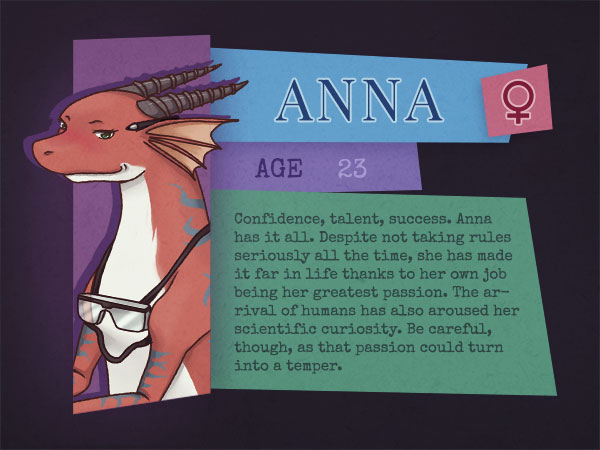 ANNA
AGE 23
Confidence, talent, success. Anna
has it all. Despite not taking rules
seriously all the time, she has made
it far in life thanks to her own job
being her greatest passion. The ar-
rival of humans has also aroused her
scientific curiosity. Be careful,
though, as that passion could turn
into a temper.